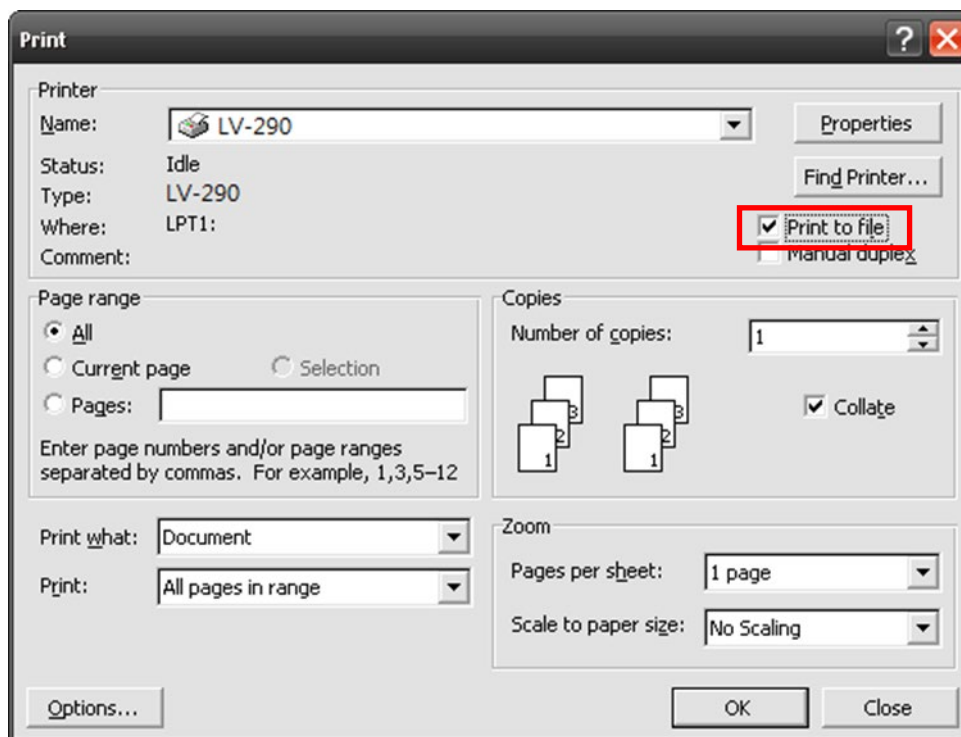 Print
Printer
Name: LV-290 Properties
Status: Idle Find Printer...
Type: LV-290
Where: LPT1: Print to file
Comment: Manual duplex
Page range
All
Current page Selection
Pages:
Enter page numbers and/or page ranges
separated by commas. For example, 1,3,5–12
Copies
Number of copies: 1
3 3
2 2
1 1
Collate
Print what: Document
Print: All pages in range
Zoom
Pages per sheet: 1 page
Scale to paper size: No Scaling
Options... OK Close